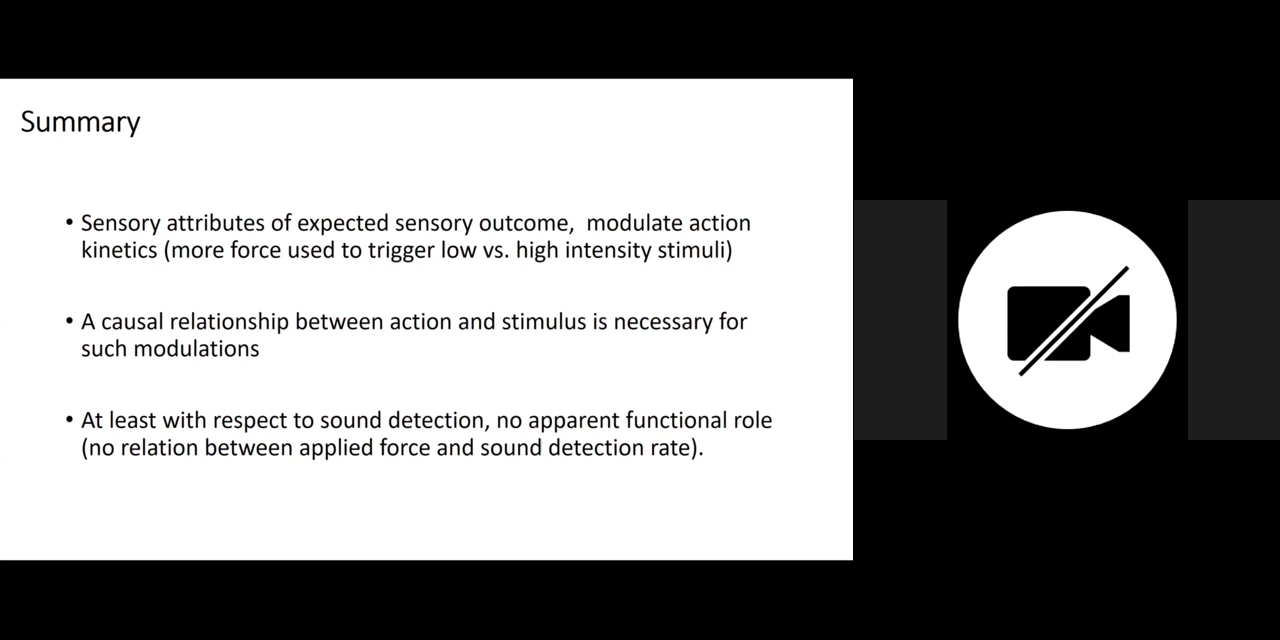 Summary
• Sensory attributes of expected sensory outcome,  modulate action
kinetics (more force used to trigger low vs. high intensity stimuli)
• A causal relationship between action and stimulus is necessary for
such modulations
• At least with respect to sound detection, no apparent functional role
(no relation between applied force and sound detection rate).